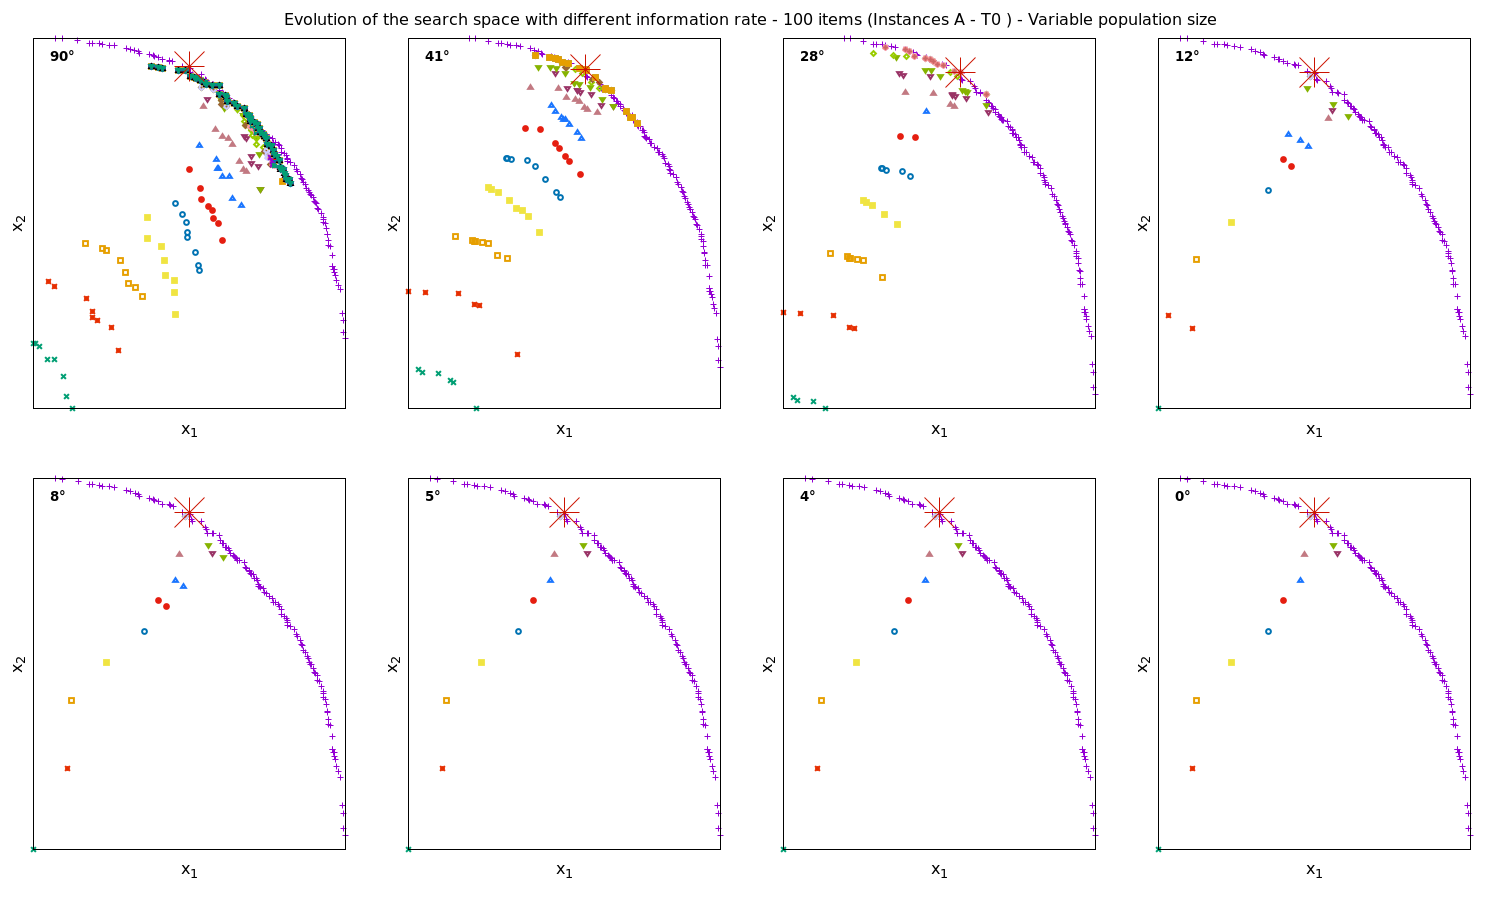 Evolution of the search space with different information rate - 100 items (Instances A - T0 ) - Variable population size
90°
41°
28°
12°
x2
x2
x2
x2
x1
x1
x1
x1
8°
5°
4°
0°
x2
x2
x2
x2
x1
x1
x1
x1